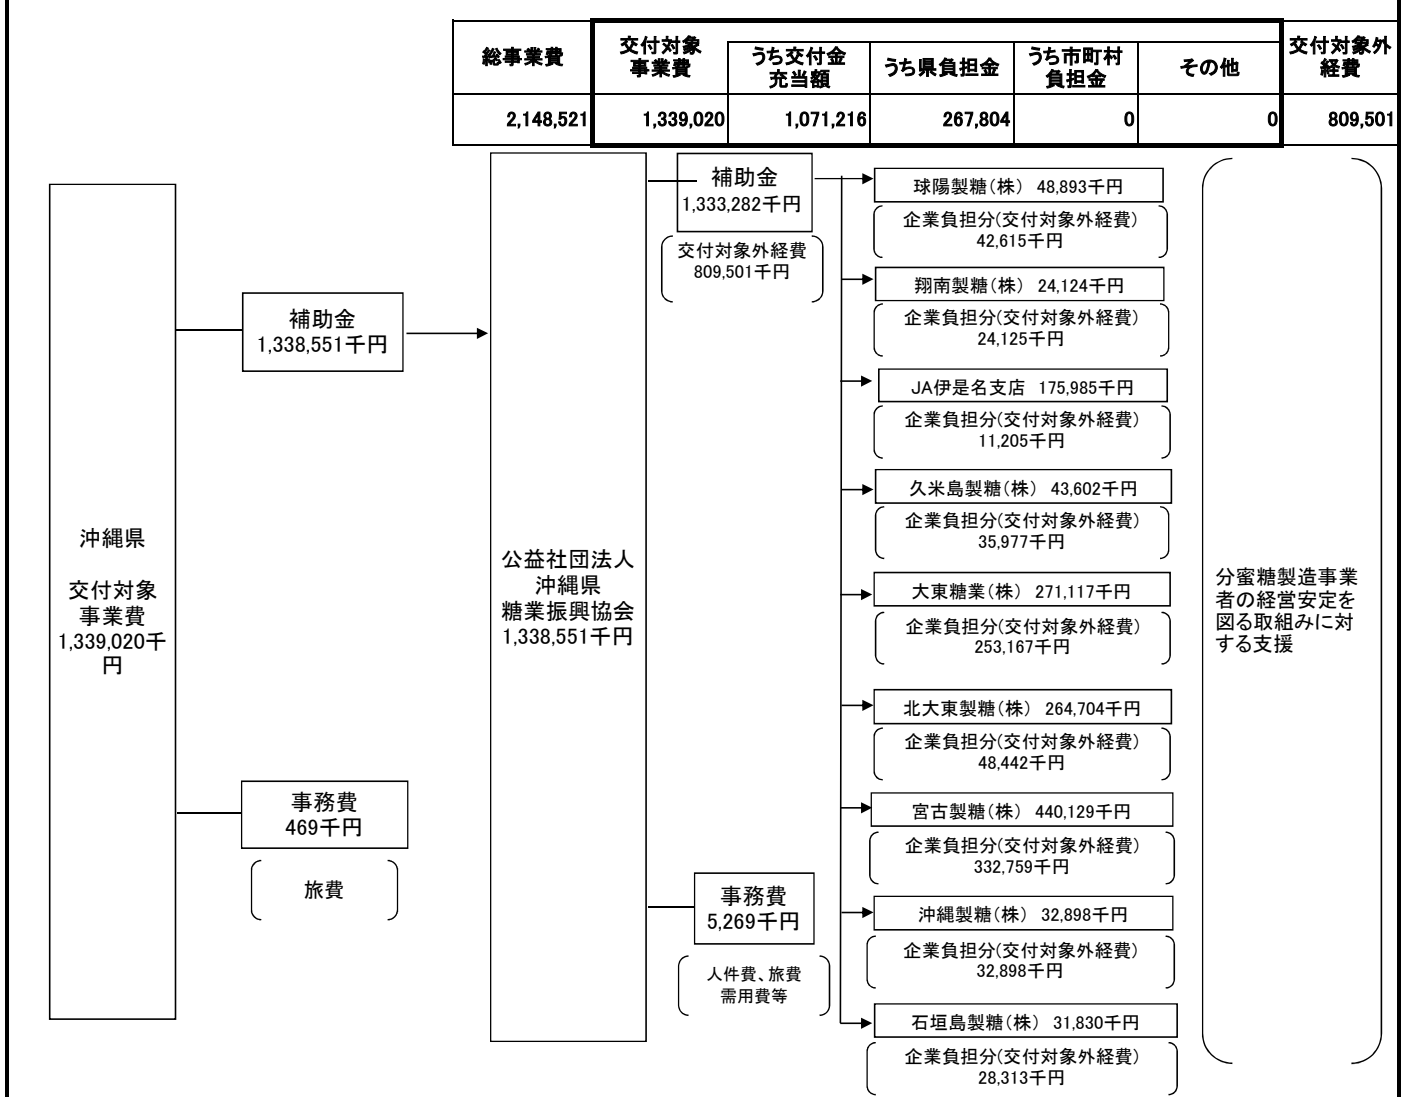 総事業費
交付対象
事業費
うち交付金
充当額
うち県負担金
うち市町村
負担金
その他
交付対象外
経費
2,148,521
1,339,020
1,071,216
267,804
0
0
809,501
沖縄県
交付対象
事業費
1,339,020千
円
補助金
1,338,551千円
事務費
469千円
旅費
公益社団法人
沖縄県
糖業振興協会
1,338,551千円
補助金
1,333,282千円
交付対象外経費
809,501千円
事務費
5,269千円
人件費、旅費
需用費等
球陽製糖(株) 48,893千円
企業負担分(交付対象外経費)
42,615千円
翔南製糖(株) 24,124千円
企業負担分(交付対象外経費)
24,125千円
JA伊是名支店 175,985千円
企業負担分(交付対象外経費)
11,205千円
久米島製糖(株) 43,602千円
企業負担分(交付対象外経費)
35,977千円
大東糖業(株) 271,117千円
企業負担分(交付対象外経費)
253,167千円
北大東製糖(株) 264,704千円
企業負担分(交付対象外経費)
48,442千円
宮古製糖(株) 440,129千円
企業負担分(交付対象外経費)
332,759千円
沖縄製糖(株) 32,898千円
企業負担分(交付対象外経費)
32,898千円
石垣島製糖(株) 31,830千円
企業負担分(交付対象外経費)
28,313千円
分蜜糖製造事業
者の経営安定を
図る取組みに対
する支援